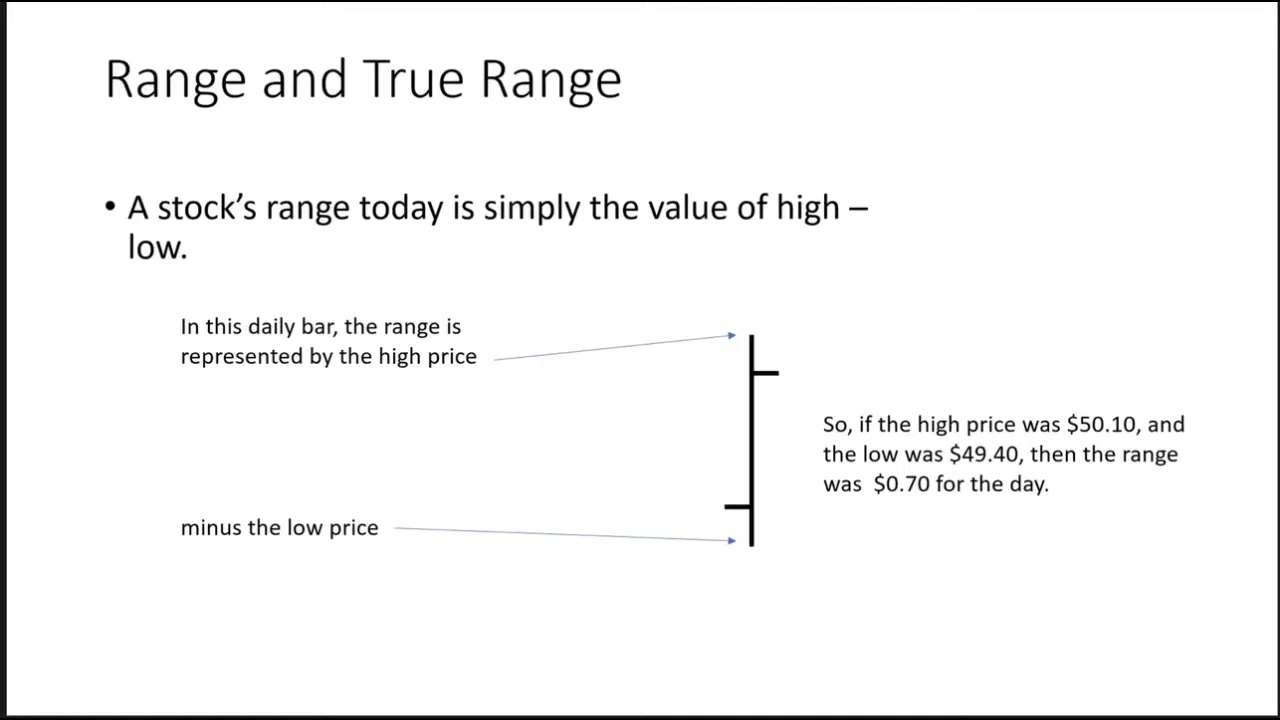 Range and True Range
• A stock’s range today is simply the value of high –
low.
In this daily bar, the range is
represented by the high price
So, if the high price was $50.10, and
the low was $49.40, then the range
was  $0.70 for the day.
minus the low price